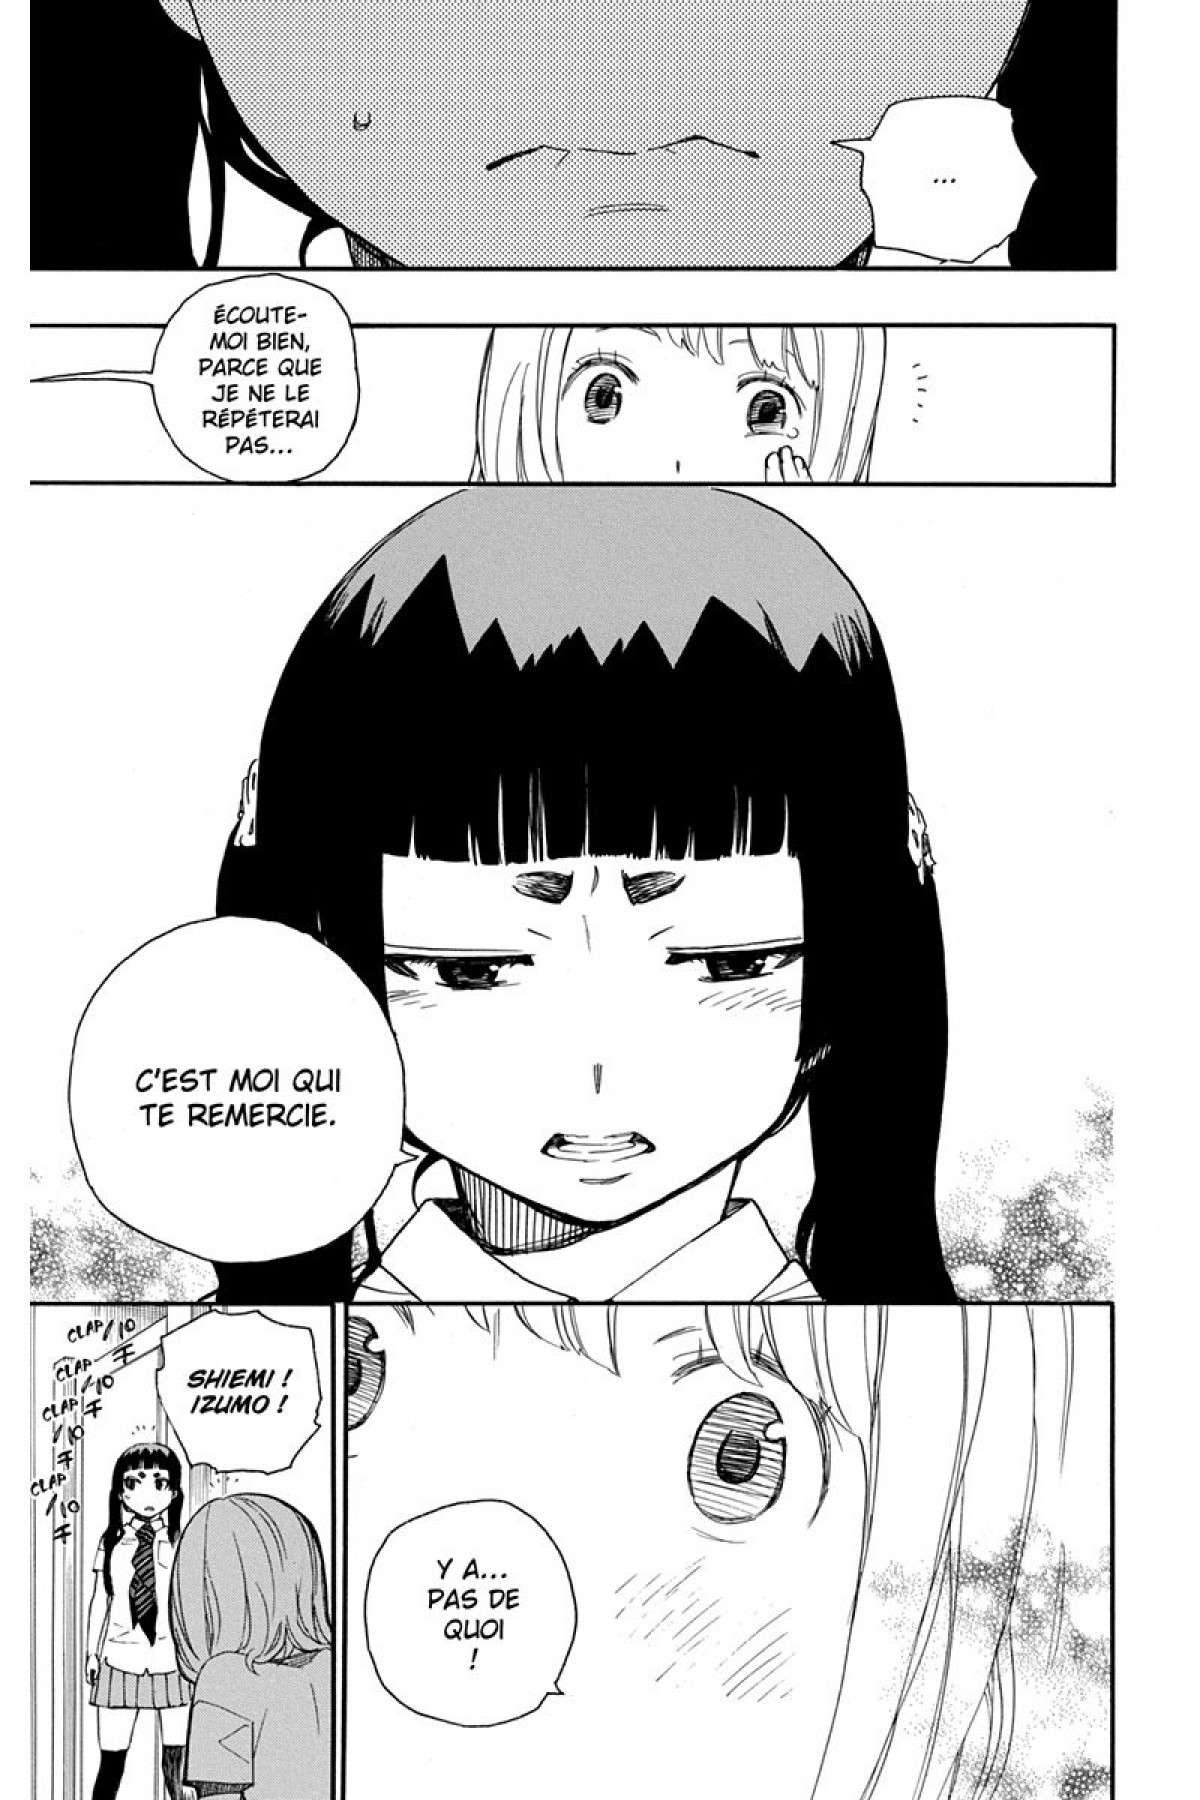 ...
ÉCOUTE-
MOI BIEN,
PARCE QUE
JE NE LE
RÉPÉTERAI
PAS...
C'EST MOI QUI
TE REMERCIE.
Y A...
PAS DE
QUOI
!
SHIEMI !
IZUMO !
CLAP
CLAP
CLAP
CLAP